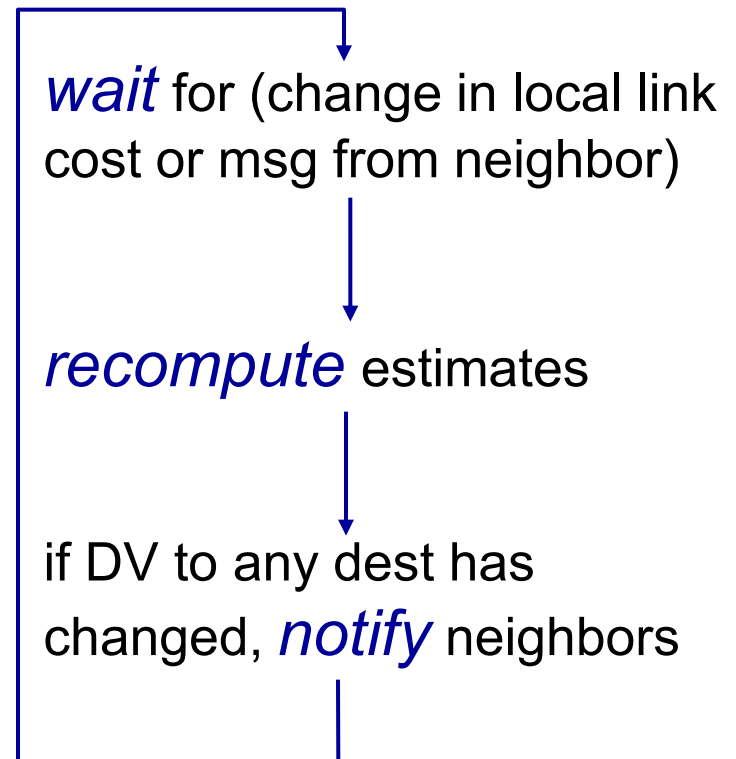 wait for (change in local link
cost or msg from neighbor)
recompute estimates
if DV to any dest has
changed, notify neighbors